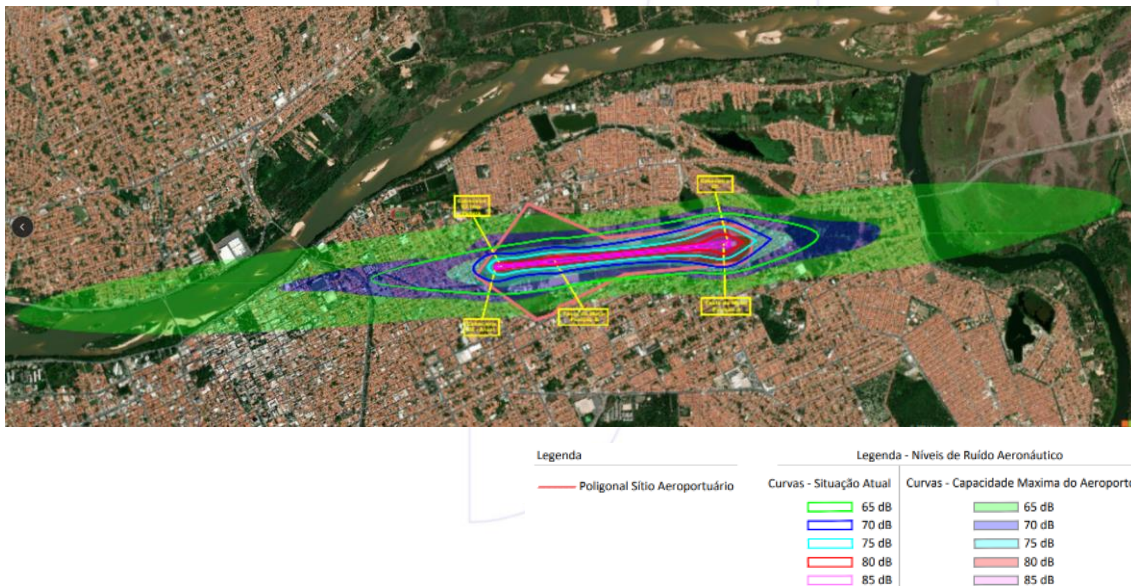 Legenda
Poligonal Sítio Aeroportuário
Legenda - Níveis de Ruído Aeronáutico
Curvas - Situação Atual
Curvas - Capacidade Maxima do Aeroporto
65 dB
65 dB
70 dB
70 dB
75 dB
75 dB
80 dB
80 dB
85 dB
85 dB